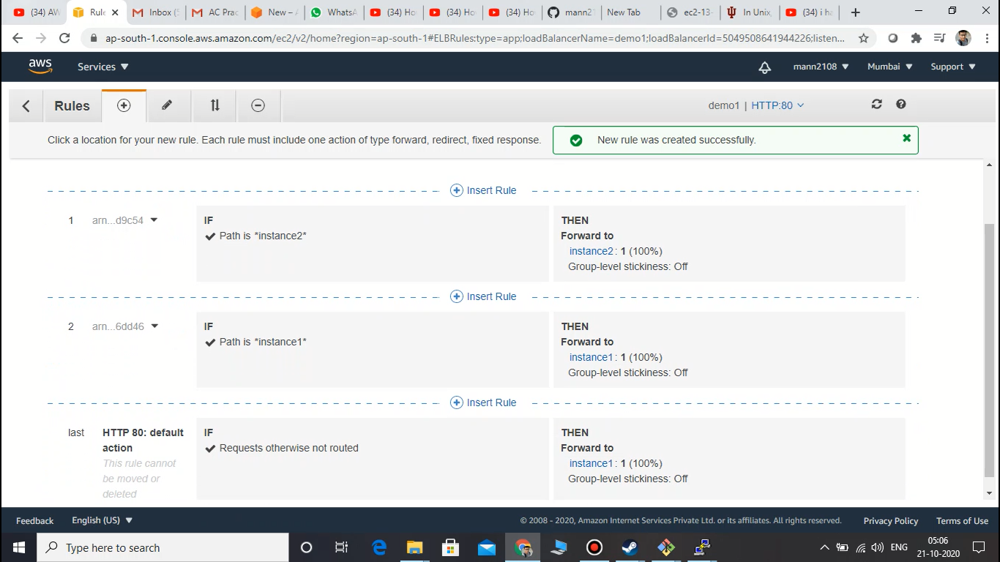 (34) AW
Rule
Inbox (5
AC Prac
New – A
WhatsA
(34) Ho
(34) Ho
(34) Ho
mann21
New Tab
ec2-13-
In Unix,
(34) i ha
ap-south-1.console.aws.amazon.com/ec2/v2/home?region=ap-south-1#ELBRules:type=app;loadBalancerName=demo1;loadBalancerId=5049508641944226;listen...
aws
Services
mann2108
Mumbai
Support
Rules
demo1 | HTTP:80
Click a location for your new rule. Each rule must include one action of type forward, redirect, fixed response.
New rule was created successfully.
Insert Rule
1 arn...d9c54
IF
Path is *instance2*
THEN
Forward to
instance2: 1 (100%)
Group-level stickiness: Off
Insert Rule
2 arn...6dd46
IF
Path is *instance1*
THEN
Forward to
instance1: 1 (100%)
Group-level stickiness: Off
Insert Rule
last
HTTP 80: default
action
This rule cannot
be moved or
deleted
IF
Requests otherwise not routed
THEN
Forward to
instance1: 1 (100%)
Group-level stickiness: Off
Feedback
English (US)
© 2008 - 2020, Amazon Internet Services Private Ltd. or its affiliates. All rights reserved.
Privacy Policy
Terms of Use
Type here to search
ENG
05:06
21-10-2020